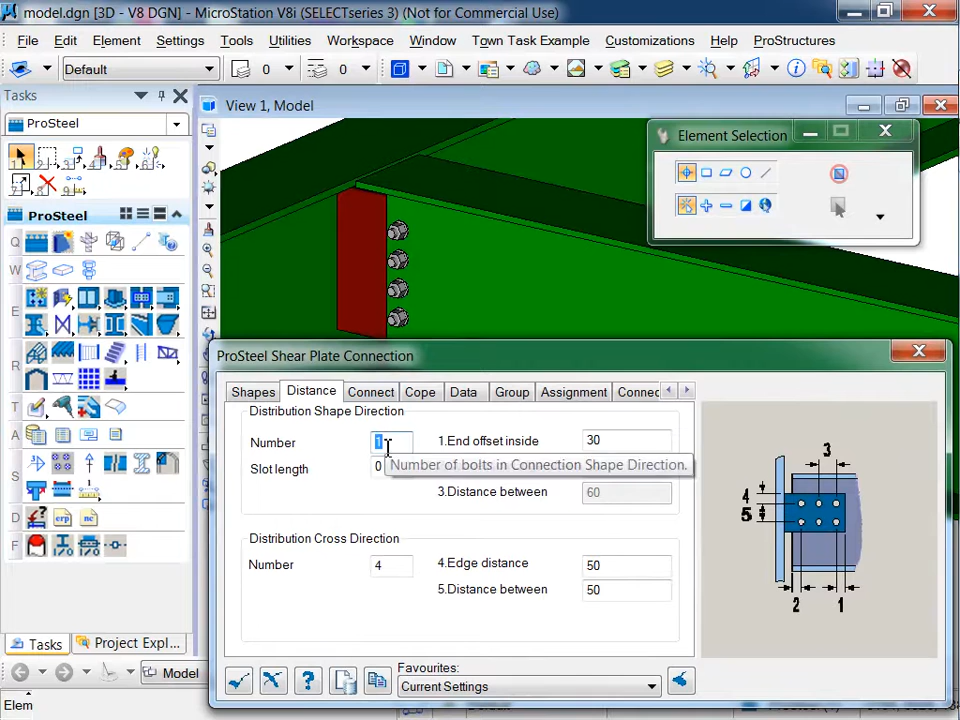 model.dgn [3D - V8 DGN] - MicroStation V8i (SELECTseries 3) (Not for Commercial Use)
File Edit Element Settings Tools Utilities Workspace Window Town Task Example Customizations Help ProStructures
Default 0 0
Tasks
View 1, Model
ProSteel
Element Selection
ProSteel
Q
W
E
R
T
A
S
D
F
erp
nc
ProSteel Shear Plate Connection
Shapes Distance Connect Cope Data Group Assignment Connec
Distribution Shape Direction
Number 1 1.End offset inside 30
Slot length 0
Number of bolts in Connection Shape Direction.
3.Distance between 60
Distribution Cross Direction
Number 4 4.Edge distance 50
5.Distance between 50
3
4
5
2 1
Favourites:
Current Settings
Tasks Project Expl...
Model
Elem